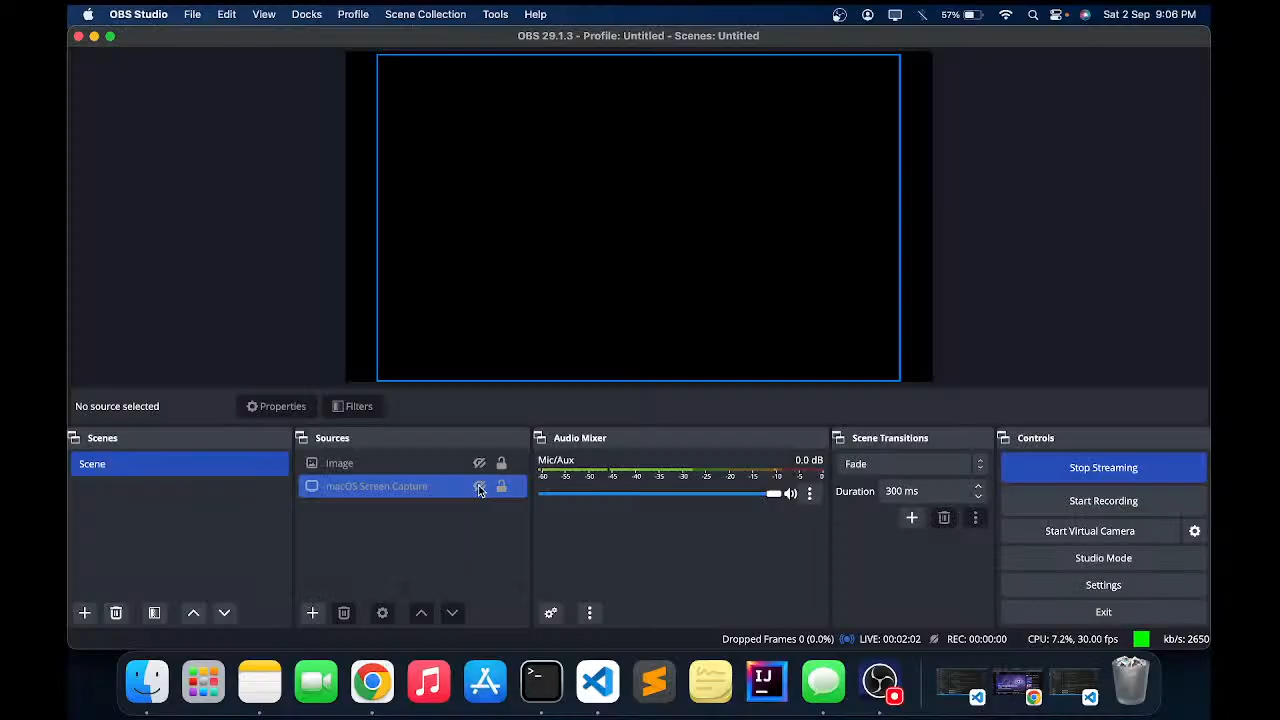 OBS Studio File Edit View Docks Profile Scene Collection Tools Help 57% Sat 2 Sep 9:06 PM
OBS 29.1.3 - Profile: Untitled - Scenes: Untitled
No source selected Properties Filters
Scenes Sources Audio Mixer Scene Transitions Controls
Scene
Image
macOS Screen Capture
Mic/Aux 0.0 dB
-60 -55 -50 -45 -40 -35 -30 -25 -20 -15 -10 -5 0
Fade
Duration 300 ms
Stop Streaming
Start Recording
Start Virtual Camera
Studio Mode
Settings
Exit
Dropped Frames 0 (0.0%) LIVE: 00:02:02 REC: 00:00:00 CPU: 7.2%, 30.00 fps kb/s: 2650
>_
IJ